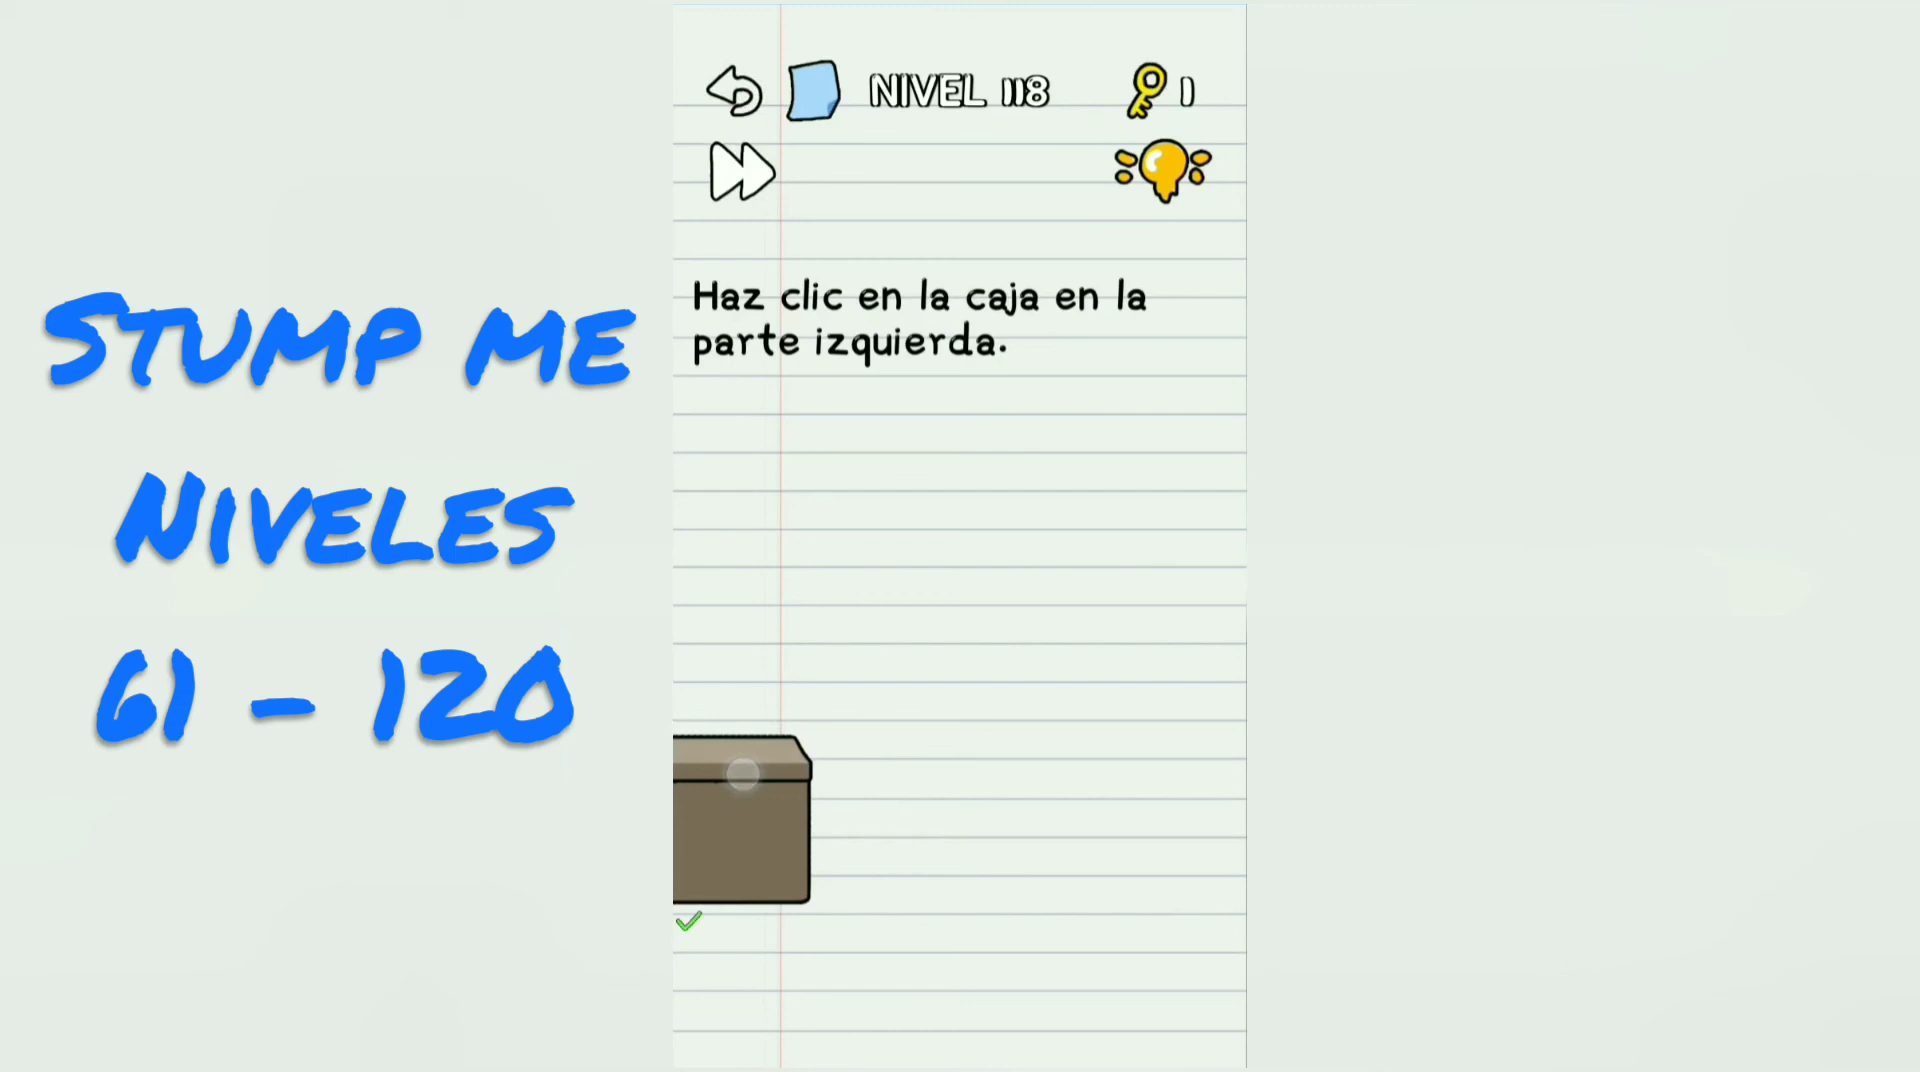 STUMP ME
NIVELES
61 - 120
NIVEL 118
1
Haz clic en la caja en la
parte izquierda.